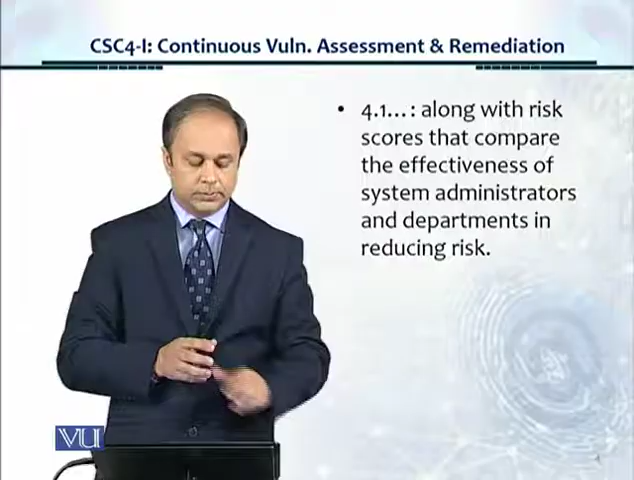 CSC4-I: Continuous Vuln. Assessment & Remediation
• 4.1...: along with risk
scores that compare
the effectiveness of
system administrators
and departments in
reducing risk.
VU